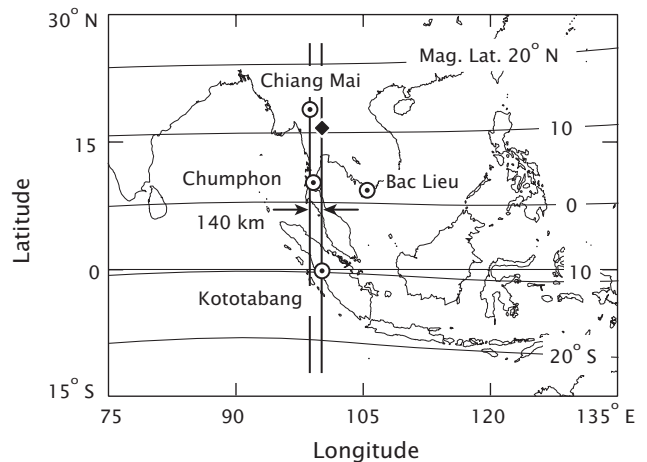 30° N
Mag. Lat. 20° N
Chiang Mai
15
10
Chumphon
Bac Lieu
0
140 km
Latitude
0
10
Kototabang
20° S
15° S
75
90
105
120
135° E
Longitude